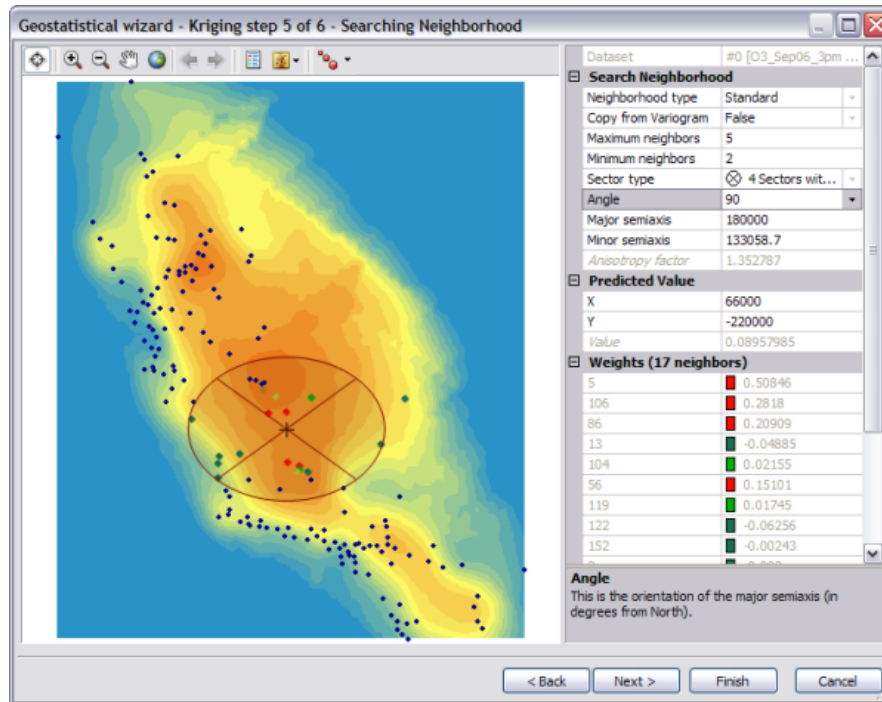 Geostatistical wizard - Kriging step 5 of 6 - Searching Neighborhood
Dataset #0 [O3_Sep06_3pm ...
Search Neighborhood
Neighborhood type Standard
Copy from Variogram False
Maximum neighbors 5
Minimum neighbors 2
Sector type 4 Sectors wit...
Angle 90
Major semiaxis 180000
Minor semiaxis 133058.7
Anisotropy factor 1.352787
Predicted Value
X 66000
Y -220000
Value 0.08957985
Weights (17 neighbors)
5 0.50846
106 0.2818
86 0.20909
13 -0.04885
104 0.02155
56 0.15101
119 0.01745
122 -0.06256
152 -0.00243
Angle
This is the orientation of the major semiaxis (in
degrees from North).
< Back Next > Finish Cancel